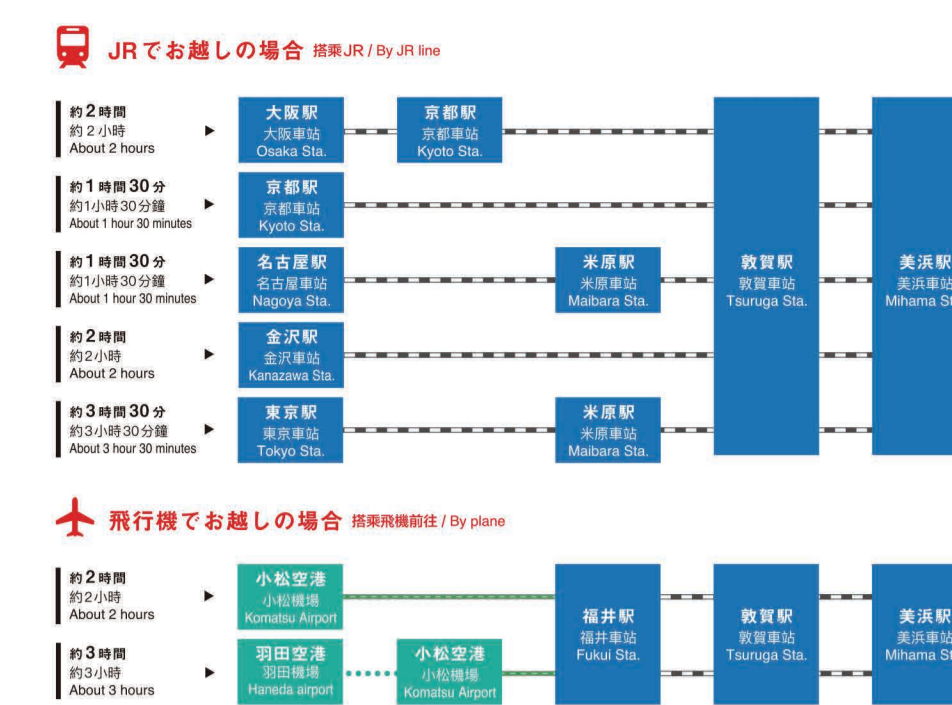 JRでお越しの場合 搭乘JR / By JR line
約2時間
約2小時
About 2 hours
大阪駅
大阪車站
Osaka Sta.
京都駅
京都車站
Kyoto Sta.
約1時間30分
約1小時30分鐘
About 1 hour 30 minutes
京都駅
京都車站
Kyoto Sta.
約1時間30分
約1小時30分鐘
About 1 hour 30 minutes
名古屋駅
名古屋車站
Nagoya Sta.
米原駅
米原車站
Maibara Sta.
敦賀駅
敦賀車站
Tsuruga Sta.
美浜駅
美浜車站
Mihama St
約2時間
約2小時
About 2 hours
金沢駅
金沢車站
Kanazawa Sta.
約3時間30分
約3小時30分鐘
About 3 hour 30 minutes
東京駅
東京車站
Tokyo Sta.
米原駅
米原車站
Maibara Sta.
飛行機でお越しの場合 搭乘飛機前往 / By plane
約2時間
約2小時
About 2 hours
小松空港
小松機場
Komatsu Airport
福井駅
福井車站
Fukui Sta.
敦賀駅
敦賀車站
Tsuruga Sta.
美浜駅
美浜車站
Mihama St
約3時間
約3小時
About 3 hours
羽田空港
羽田機場
Haneda airport
小松空港
小松機場
Komatsu Airport